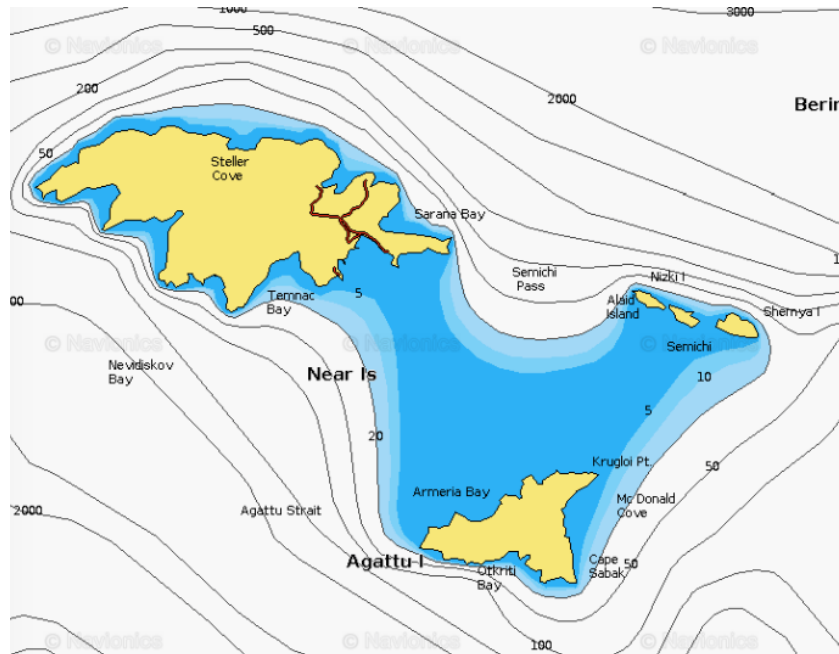 1000
3000
500
© Navionics
© Navionics
© Navionics
200
2000
Berin
50
Steller
Cove
Sarana Bay
Semichi
Pass
Nizki I
5
Temnac
Bay
00
Alaid
Island
Shemya I
© Navionics
© Navionics
© Navionics
Semichi
Nevidiskov
Bay
Near Is
10
5
20
Krugloi Pt.
50
Armeria Bay
Mc Donald
Cove
2000
Agattu Strait
Agattu I
Otkriti
Bay
Cape
Sabak
50
100
© Navionics
© Navionics
© Navionics